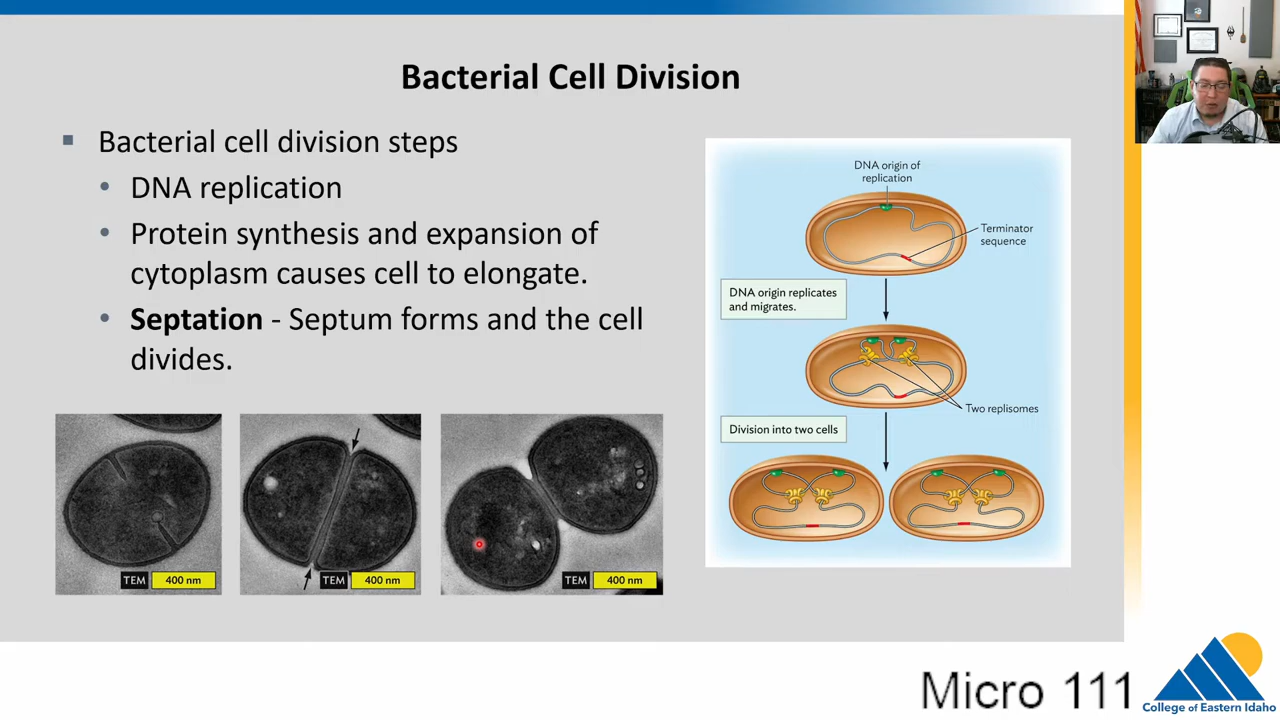 Bacterial Cell Division
▪ Bacterial cell division steps
• DNA replication
• Protein synthesis and expansion of
cytoplasm causes cell to elongate.
• Septation - Septum forms and the cell
divides.
TEM 400 nm
TEM 400 nm
TEM 400 nm
DNA origin of
replication
Terminator
sequence
DNA origin replicates
and migrates.
Two replisomes
Division into two cells
Micro 111
College of Eastern Idaho